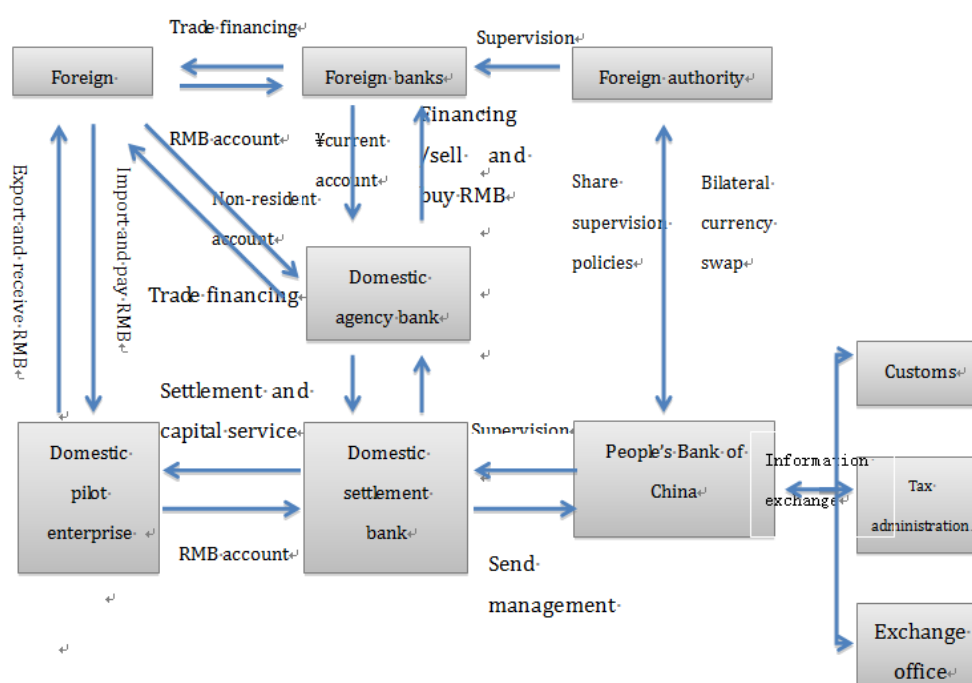 Trade financing
Supervision
Foreign
Foreign banks
Foreign authority
RMB account
¥current
account
Financing
/sell and
buy RMB
Export and receive RMB
Import and pay RMB
Non-resident
account
Share
supervision
policies
Bilateral
currency
swap
Trade financing
Domestic
agency bank
Customs
Settlement and
capital service
Supervision
Domestic
pilot
enterprise
Domestic
settlement
bank
People's Bank of
China
Information
exchange
Tax
administration
RMB account
Send
management
Exchange
office